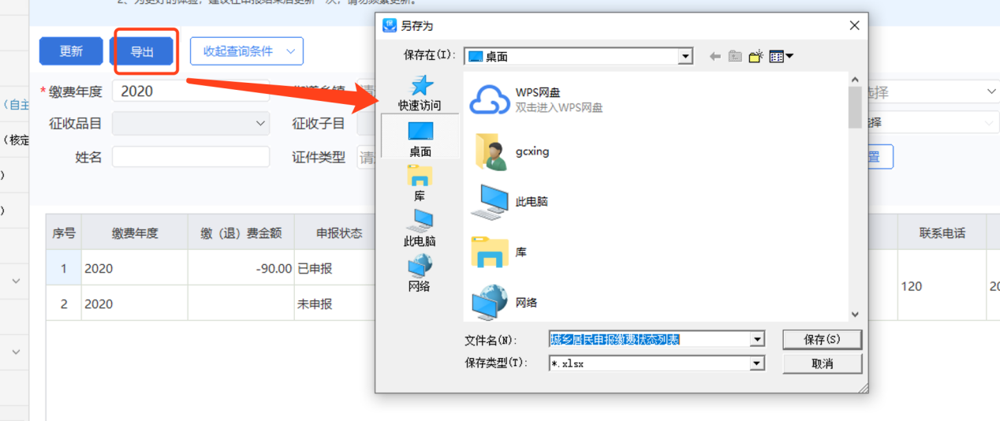 2、为更好的体验，建议在申报结束后更新一次，请勿频繁更新。
更新
导出
收起查询条件
*缴费年度
2020
街道乡镇
选择
（自主
征收品目
征收子目
选择
（核定
姓名
证件类型
请
置
)
)
序号
缴费年度
缴（退）费金额
申报状态
联系电话
1
2020
-90.00
已申报
120
20
2
2020
未申报
另存为
保存在(I):
桌面
快速访问
桌面
库
此电脑
网络
WPS网盘
双击进入WPS网盘
gcxing
此电脑
库
网络
文件名(N):
城乡居民申报缴费状态列表
保存(S)
保存类型(T):
*.xlsx
取消